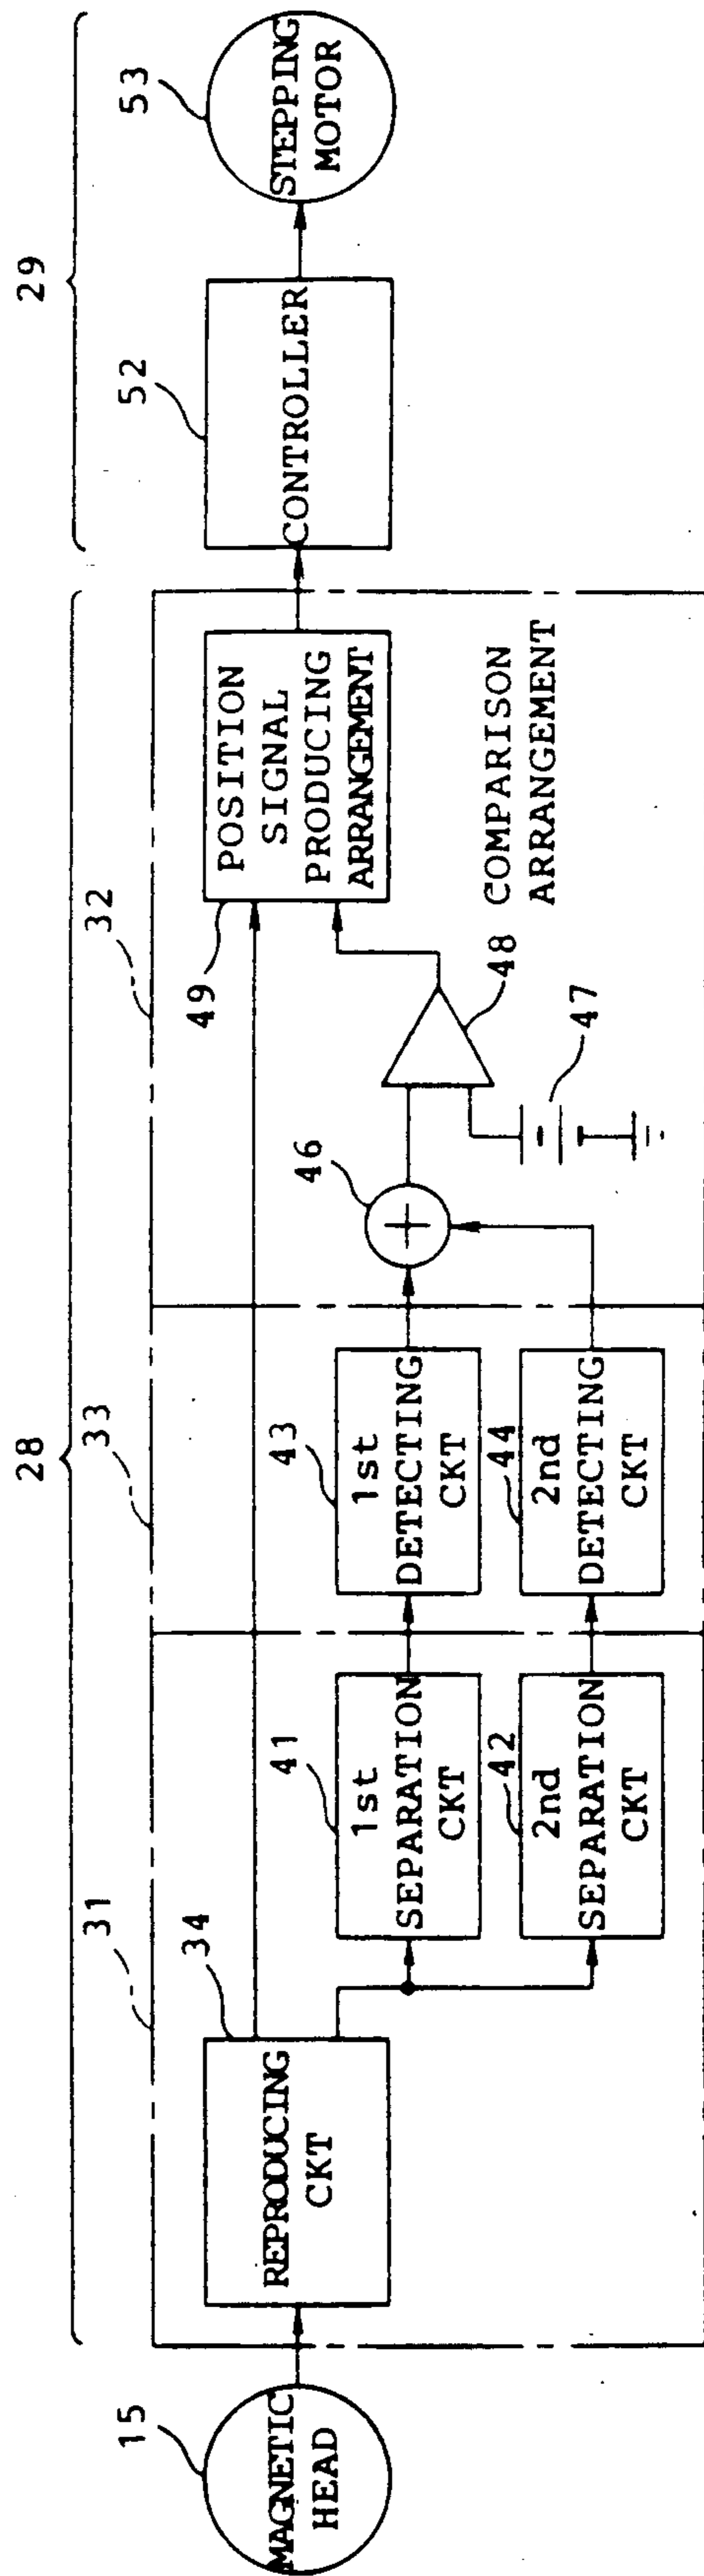 28
29
31
33
32
15
MAGNETIC
HEAD
34
REPRODUCING
CKT
41
1st
SEPARATION
CKT
42
2nd
SEPARATION
CKT
43
1st
DETECTING
CKT
44
2nd
DETECTING
CKT
46
47
48
COMPARISON
ARRANGEMENT
49
POSITION
SIGNAL
PRODUCING
ARRANGEMENT
52
CONTROLLER
53
STEPPING
MOTOR